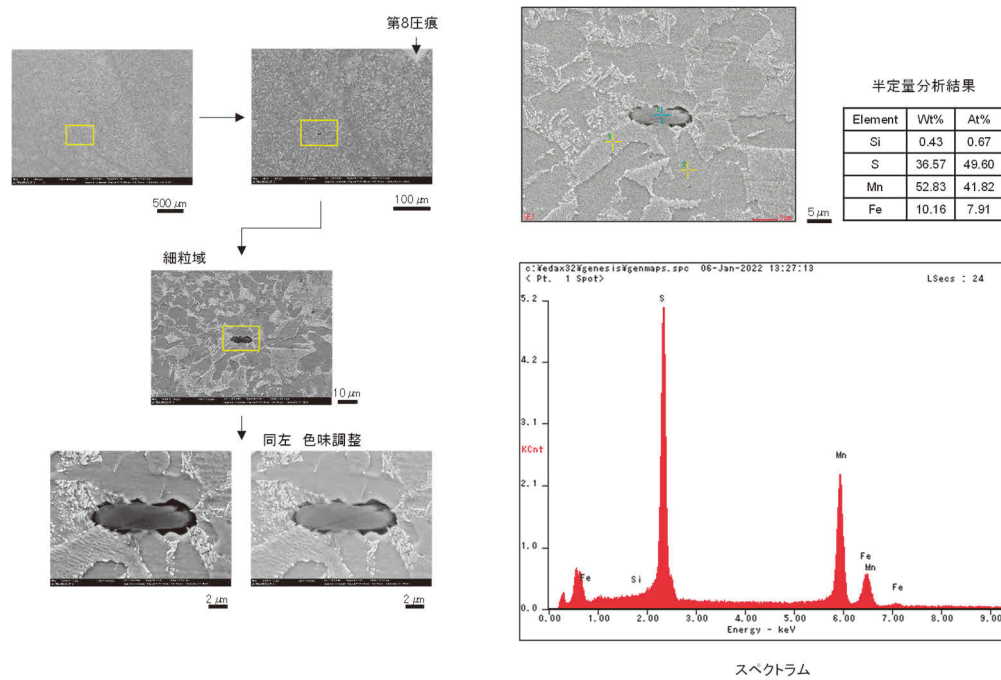 第8圧痕
500 μm
100 μm
細粒域
10 μm
同左 色味調整
2 μm
2 μm
5 μm
半定量分析結果
Element Wt% At%
Si 0.43 0.67
S 36.57 49.60
Mn 52.83 41.82
Fe 10.16 7.91
c:¥edax32¥genesis¥genmaps.spc 06-Jan-2022 13:27:13
< Pt. 1 Spot>
LSecs : 24
5.2
4.2
3.1
KCnt
2.1
1.0
0.0
S
Mn
Fe
Mn
Fe
Fe
Si
0.00 1.00 2.00 3.00 4.00 5.00 6.00 7.00 8.00 9.00
Energy - keV
スペクトラム